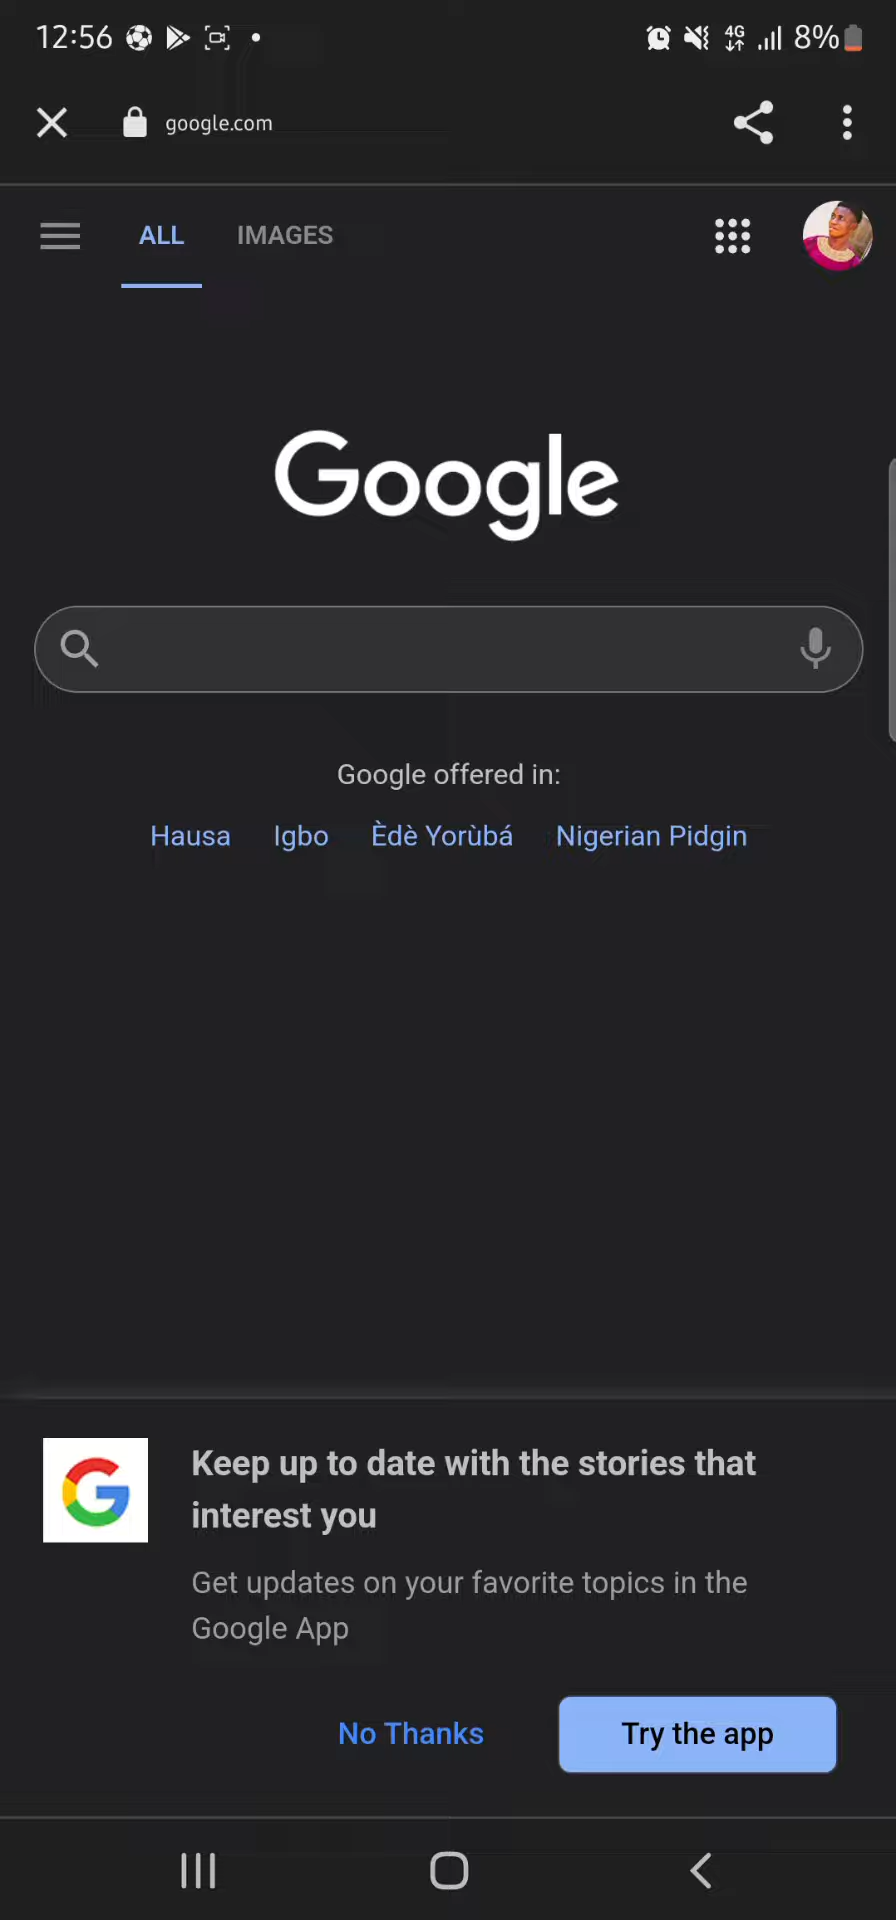 12:56 4G 8%
google.com
ALL IMAGES
Google
Google offered in:
Hausa Igbo Èdè Yorùbá Nigerian Pidgin
Keep up to date with the stories that
interest you
Get updates on your favorite topics in the
Google App
No Thanks Try the app